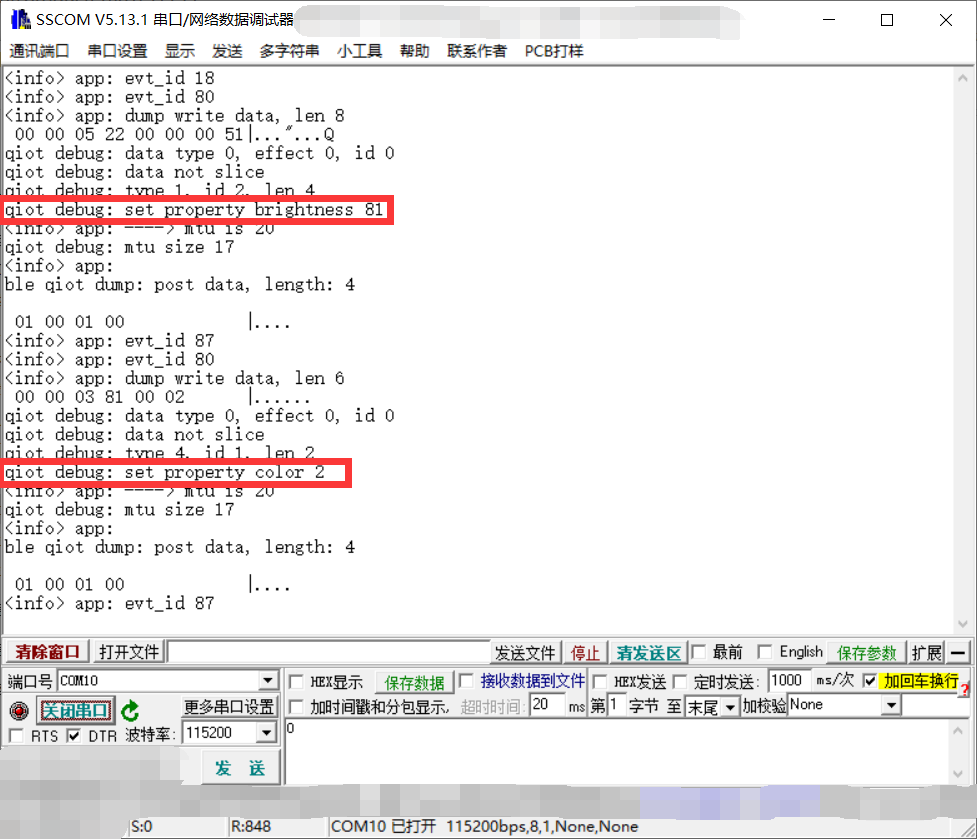 SSCOM V5.13.1 串口/网络数据调试器
通讯端口 串口设置 显示 发送 多字符串 小工具 帮助 联系作者 PCB打样
<info> app: evt_id 18
<info> app: evt_id 80
<info> app: dump write data, len 8
00 00 05 22 00 00 00 51|..."...Q
qiot debug: data type 0, effect 0, id 0
qiot debug: data not slice
qiot debug: type 1, id 2, len 4
qiot debug: set property brightness 81
<info> app: ----> mtu is 20
qiot debug: mtu size 17
<info> app:
ble qiot dump: post data, length: 4
01 00 01 00 |....
<info> app: evt_id 87
<info> app: evt_id 80
<info> app: dump write data, len 6
00 00 03 81 00 02 |......
qiot debug: data type 0, effect 0, id 0
qiot debug: data not slice
qiot debug: type 4, id 1, len 2
qiot debug: set property color 2
<info> app: ----> mtu is 20
qiot debug: mtu size 17
<info> app:
ble qiot dump: post data, length: 4
01 00 01 00 |....
<info> app: evt_id 87
清除窗口 打开文件 发送文件 停止 清发送区 最前 English 保存参数 扩展 —
端口号 COM10 HEX显示 保存数据 接收数据到文件 HEX发送 定时发送: 1000 ms/次 加回车换行
关闭串口 更多串口设置 加时间戳和分包显示, 超时时间: 20 ms 第1 字节 至 末尾 加校验 None
RTS DTR 波特率: 115200
0
发 送
S:0 R:848 COM10 已打开 115200bps,8,1,None,None